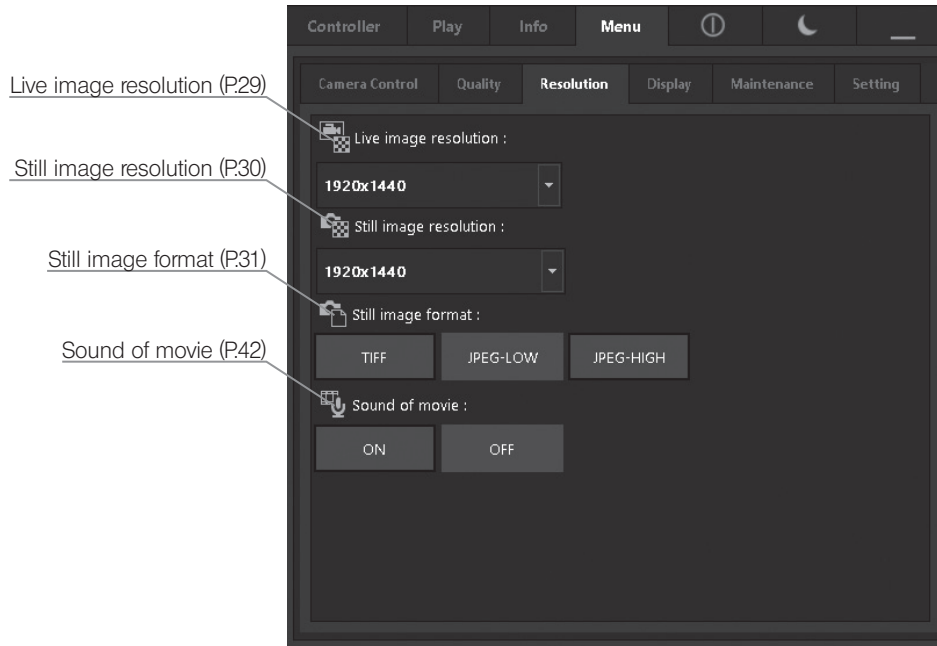 Controller Play Info Menu
Camera Control Quality Resolution Display Maintenance Setting
Live image resolution (P.29)
Live image resolution :
1920x1440
Still image resolution (P.30)
Still image resolution :
1920x1440
Still image format (P.31)
Still image format :
TIFF JPEG-LOW JPEG-HIGH
Sound of movie (P.42)
Sound of movie :
ON OFF